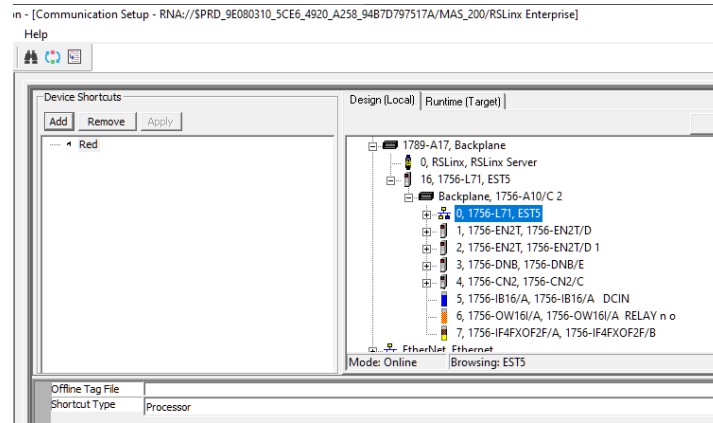 n - [Communication Setup - RNA://$PRD_9E080310_5CE6_4920_A258_94B7D797517A/MAS_200/RSLinx Enterprise]
Help
Device Shortcuts
Add Remove Apply
Red
Design (Local) Runtime (Target)
1789-A17, Backplane
0, RSLinx, RSLinx Server
16, 1756-L71, EST5
Backplane, 1756-A10/C 2
0, 1756-L71, EST5
1, 1756-EN2T, 1756-EN2T/D
2, 1756-EN2T, 1756-EN2T/D 1
3, 1756-DNB, 1756-DNB/E
4, 1756-CN2, 1756-CN2/C
5, 1756-IB16/A, 1756-IB16/A DCIN
6, 1756-OW16I/A, 1756-OW16I/A RELAY n o
7, 1756-IF4FXOF2F/A, 1756-IF4FXOF2F/B
EtherNet, Ethernet
Mode: Online Browsing: EST5
Offline Tag File
Shortcut Type Processor